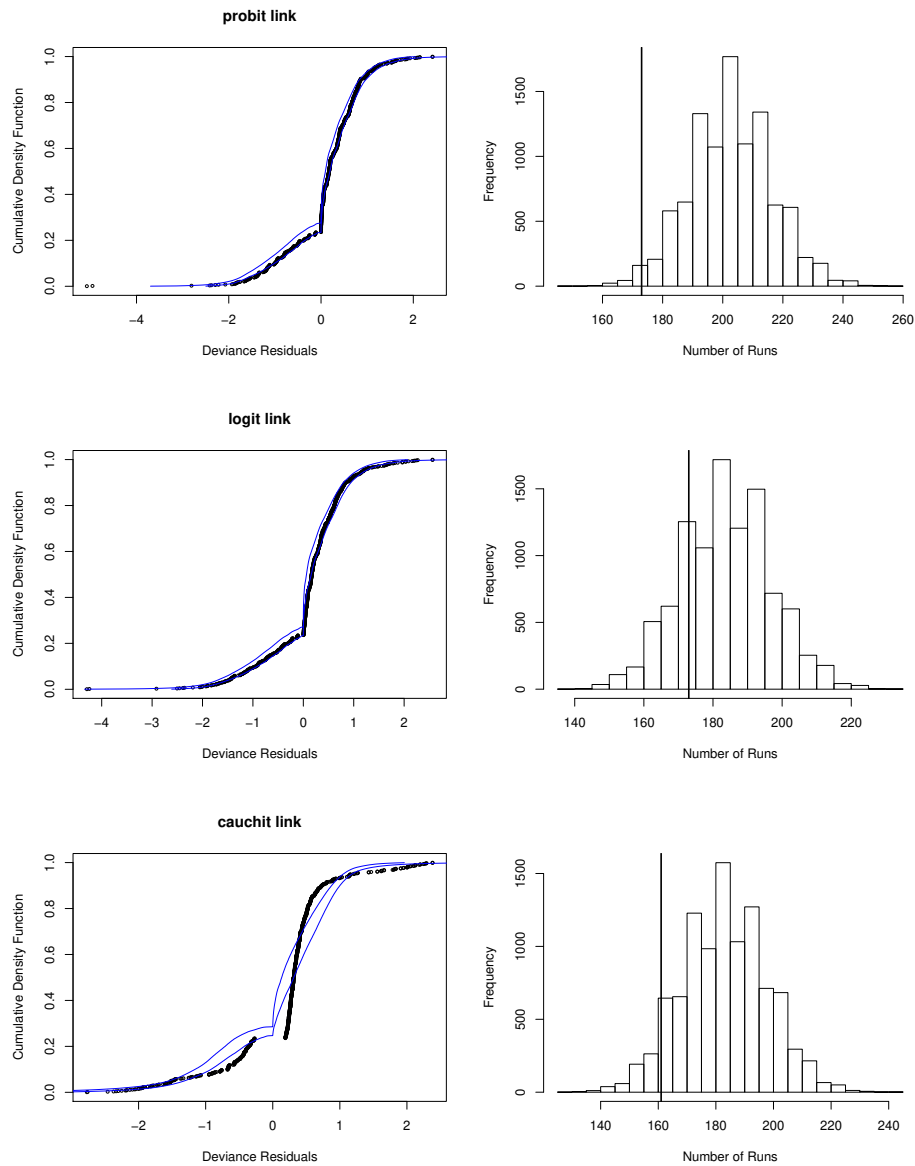 probit link
Cumulative Density Function
1.0
0.8
0.6
0.4
0.2
0.0
−4 −2 0 2
Deviance Residuals
Frequency
1500
1000
500
0
160 180 200 220 240 260
Number of Runs
logit link
Cumulative Density Function
1.0
0.8
0.6
0.4
0.2
0.0
−4 −3 −2 −1 0 1 2
Deviance Residuals
Frequency
1500
1000
500
0
140 160 180 200 220
Number of Runs
cauchit link
Cumulative Density Function
1.0
0.8
0.6
0.4
0.2
0.0
−2 −1 0 1 2
Deviance Residuals
Frequency
1500
1000
500
0
140 160 180 200 220 240
Number of Runs